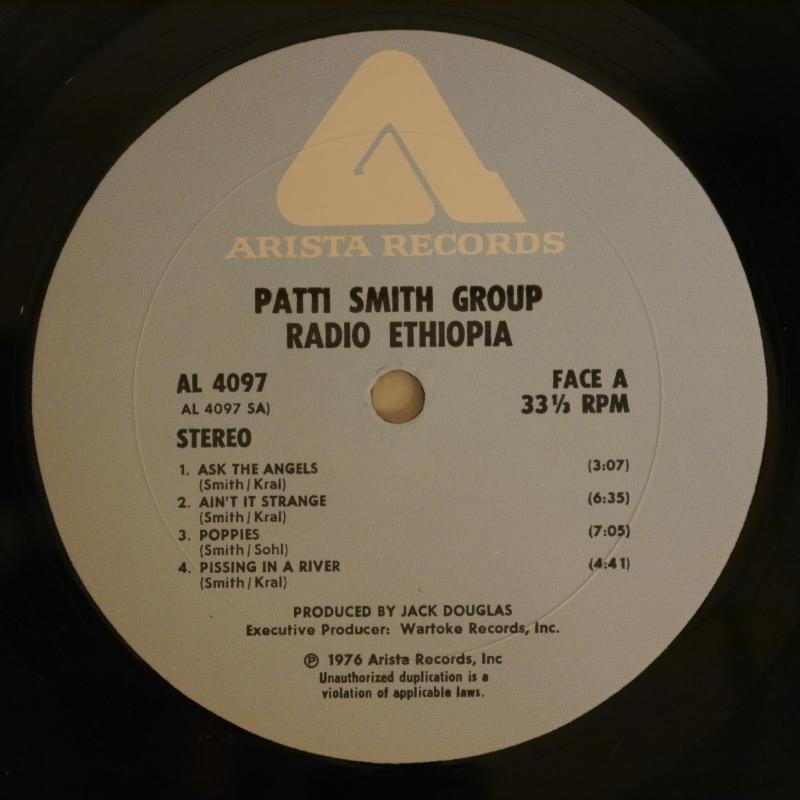 ARISTA RECORDS
PATTI SMITH GROUP
RADIO ETHIOPIA
AL 4097 FACE A
AL 4097 SA) 33⅓ RPM
STEREO
1. ASK THE ANGELS (3:07)
(Smith/Kral)
2. AIN'T IT STRANGE (6:35)
(Smith/Kral)
3. POPPIES (7:05)
(Smith/Sohl)
4. PISSING IN A RIVER (4:41)
(Smith/Kral)
PRODUCED BY JACK DOUGLAS
Executive Producer: Wartoke Records, Inc.
℗ 1976 Arista Records, Inc
Unauthorized duplication is a
violation of applicable laws.